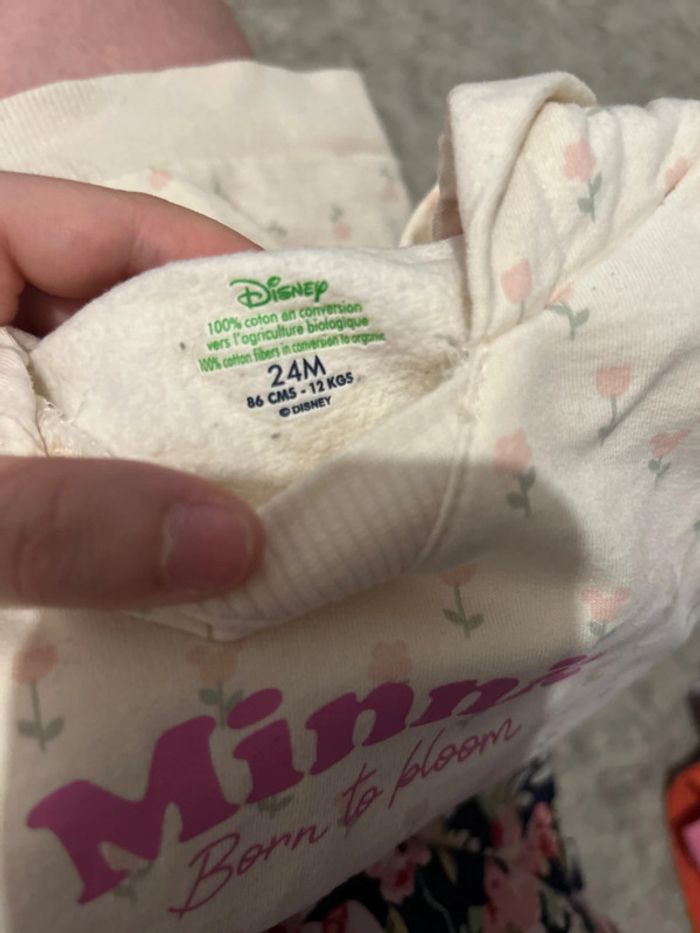 DISNEY
100% coton en conversion
vers l'agriculture biologique
100% cotton fibers in conversion to organic
24M
86 CMS - 12 KGS
© DISNEY
Minni
Born to bloom